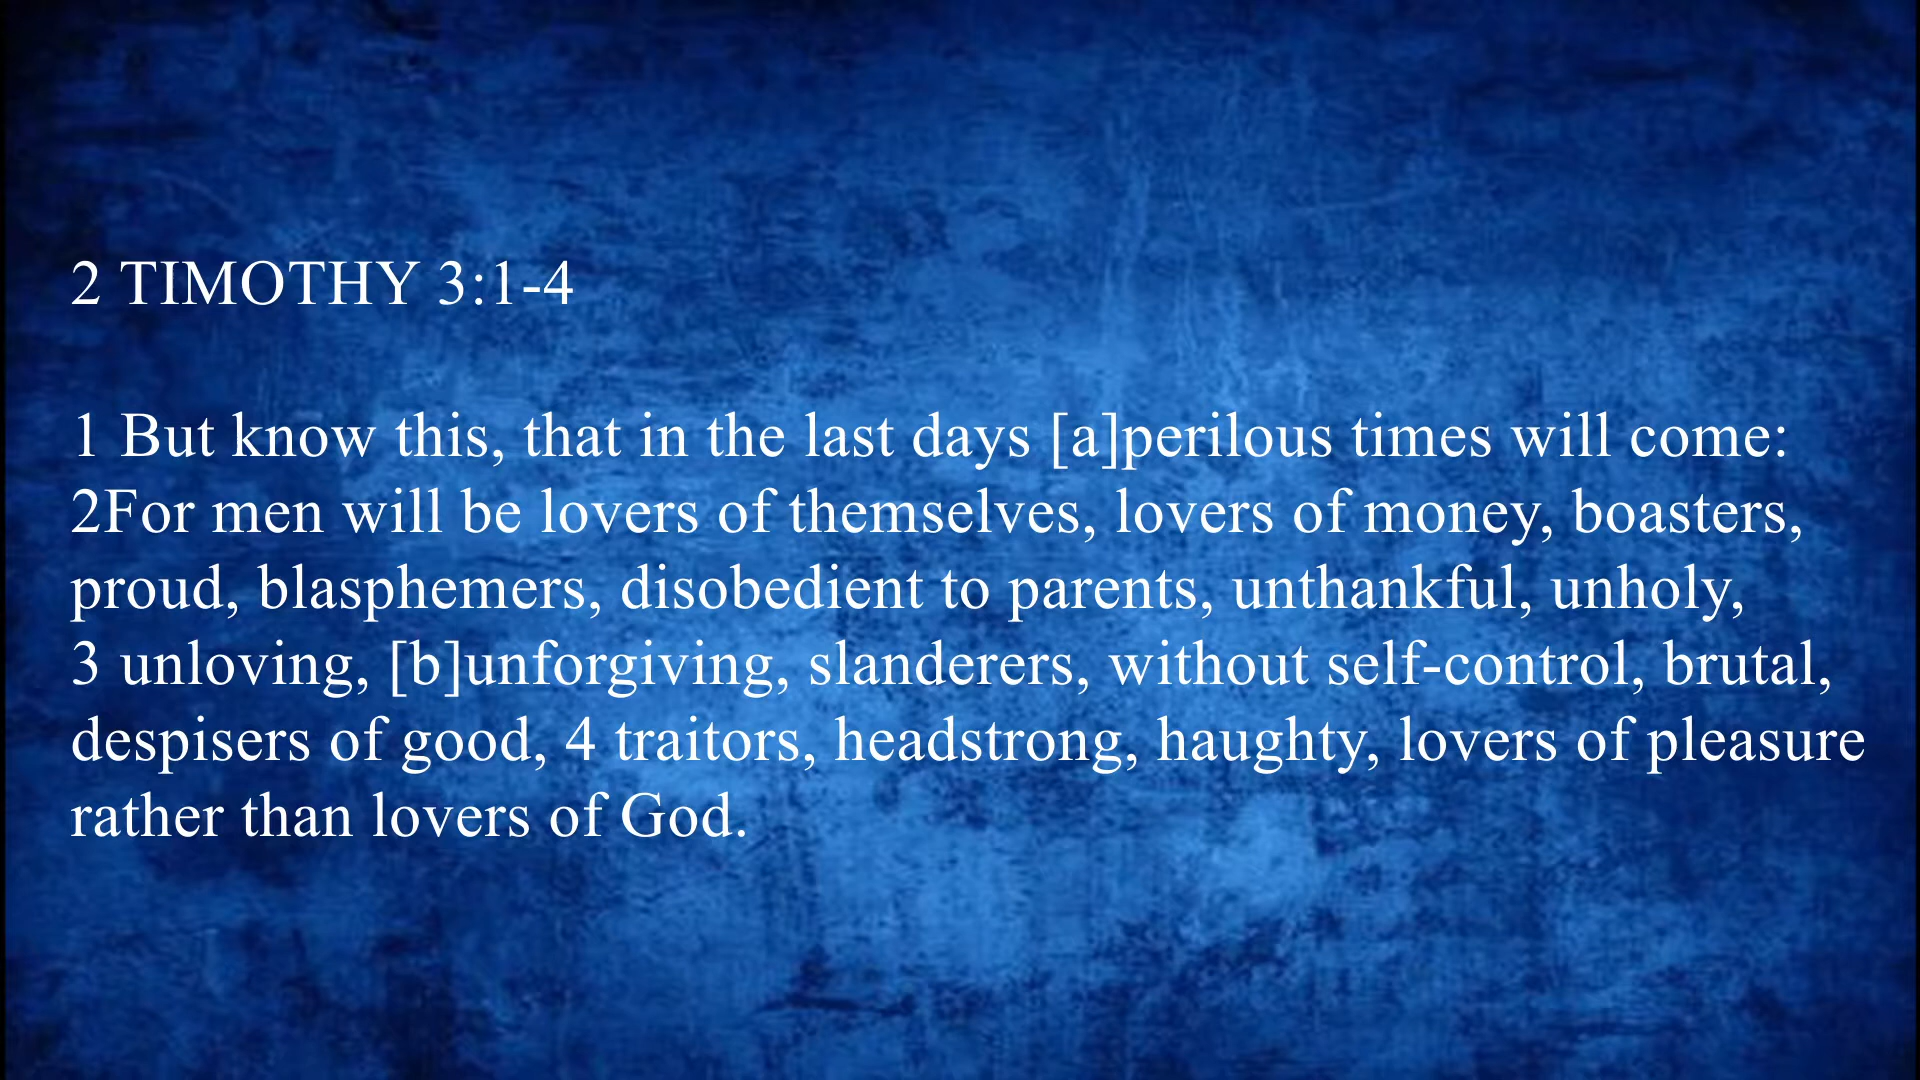 2 TIMOTHY 3:1-4
1 But know this, that in the last days [a]perilous times will come:
2For men will be lovers of themselves, lovers of money, boasters,
proud, blasphemers, disobedient to parents, unthankful, unholy,
3 unloving, [b]unforgiving, slanderers, without self-control, brutal,
despisers of good, 4 traitors, headstrong, haughty, lovers of pleasure
rather than lovers of God.